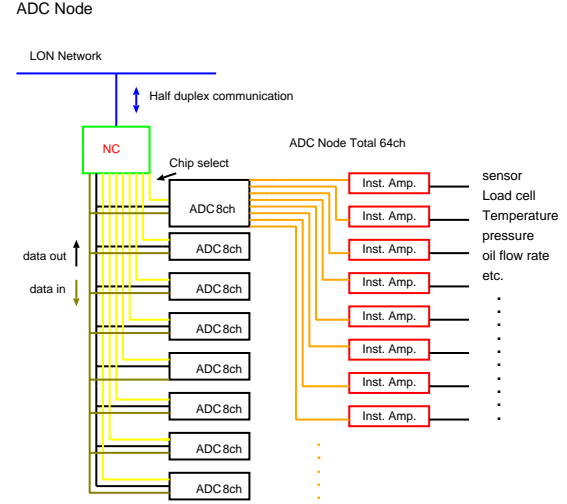 ADC Node
LON Network
Half duplex communication
NC
ADC Node Total 64ch
Chip select
ADC 8ch
ADC 8ch
ADC 8ch
ADC 8ch
ADC 8ch
ADC 8ch
ADC 8ch
ADC 8ch
data out
data in
Inst. Amp.
Inst. Amp.
Inst. Amp.
Inst. Amp.
Inst. Amp.
Inst. Amp.
Inst. Amp.
Inst. Amp.
sensor
Load cell
Temperature
pressure
oil flow rate
etc.